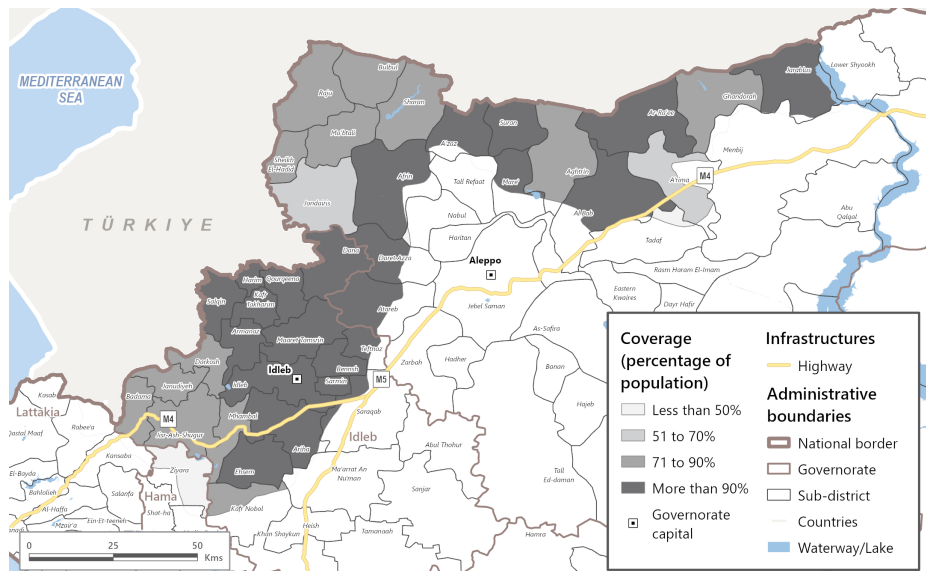 MEDITERRANEAN
SEA
TÜRKIYE
Lower Shyookh
Jarablus
Bulbul
Raju
Sharan
Ghandorah
Ar-Ra'ee
Suran
Ma'btali
A'zaz
Menbij
Sheikh
El-Hadid
Afrin
Tall Refaat
Mare'
Aghtrin
A'rima
M4
Jandairis
Nabul
Al Bab
Abu
Qalqal
Haritan
Tadaf
Dana
Daret Azza
Aleppo
Rasm Haram El-Imam
Harim
Qourqeena
Eastern
Kwaires
Dayr Hafir
Salqin
Kafr
Takharim
Atareb
Jebel Saman
Armanaz
Maaret Tamsrin
As-Safira
Teftnaz
Zarbah
Hadher
Banan
Darkosh
Idleb
Bennsh
Sarmin
M5
Janudiyeh
Idleb
Badama
Hajeb
Kasab
Lattakia
M4
Mhambal
Saraqab
Rabee'a
Qastal Maaf
Jisr-Ash-Shugur
Idleb
Abul Thohur
Kansaba
Ariha
El-Bayda
Ziyara
Ehsem
Ma'arrat An
Nu'man
Tall
Ed-daman
Bahlolieh
Salanfa
Hama
Sanjar
Al-Haffa
Shat-ha
Kafr Nobol
Mzair'a
Ein Et-teeneh
Heish
Khan Shaykun
Tamanaah
Hamra
0
25
50
Kms
Coverage
(percentage of
population)
Less than 50%
51 to 70%
71 to 90%
More than 90%
Governorate
capital
Infrastructures
Highway
Administrative
boundaries
National border
Governorate
Sub-district
Countries
Waterway/Lake